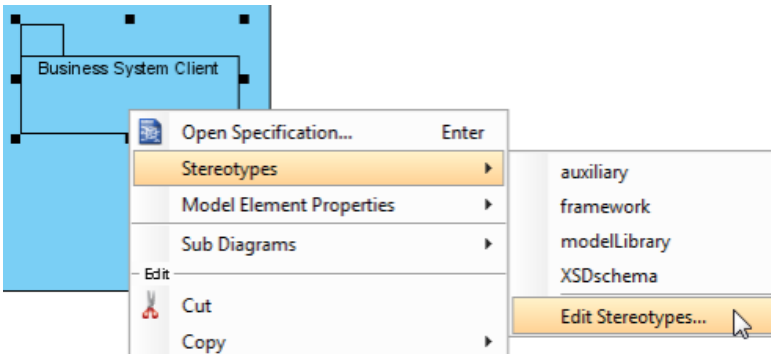 Business System Client
Open Specification... Enter
Stereotypes
Model Element Properties
Sub Diagrams
Edit
Cut
Copy
auxiliary
framework
modelLibrary
XSDschema
Edit Stereotypes...